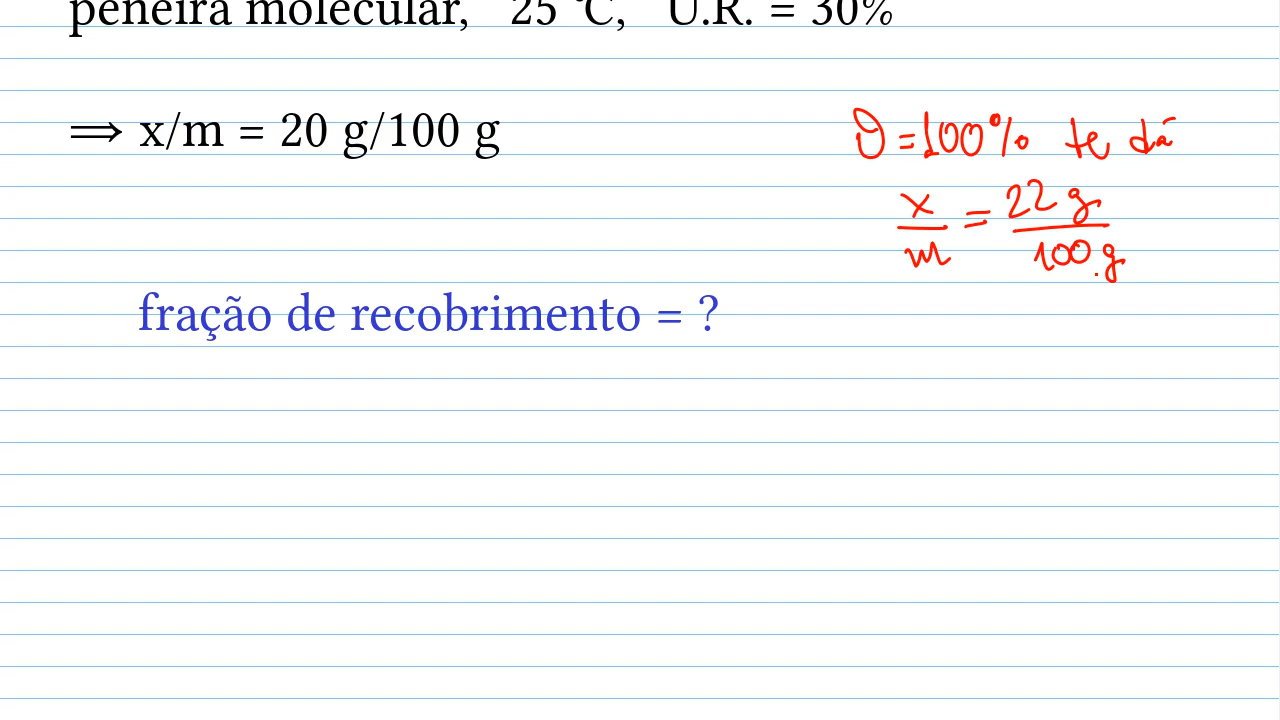 peneira molecular, 25 °C, U.R. = 30%
⟹ x/m = 20 g/100 g
θ = 100% te dá
x/m = 22 g/100 g
fração de recobrimento = ?